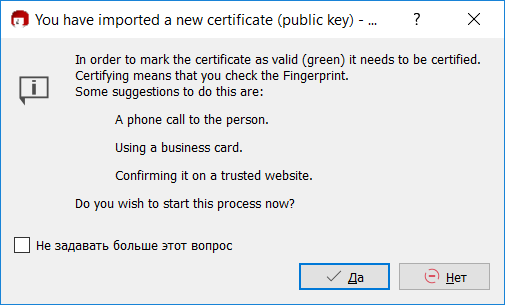 You have imported a new certificate (public key) - ...
In order to mark the certificate as valid (green) it needs to be certified.
Certifying means that you check the Fingerprint.
Some suggestions to do this are:
A phone call to the person.
Using a business card.
Confirming it on a trusted website.
Do you wish to start this process now?
Не задавать больше этот вопрос
Да
Нет